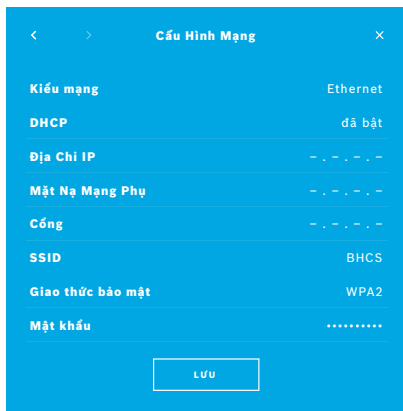 Cấu Hình Mạng
Kiểu mạng Ethernet
DHCP đã bật
Địa Chỉ IP – . – . – . –
Mặt Nạ Mạng Phụ – . – . – . –
Cổng – . – . – . –
SSID BHCS
Giao thức bảo mật WPA2
Mật khẩu ••••••••••
LƯU